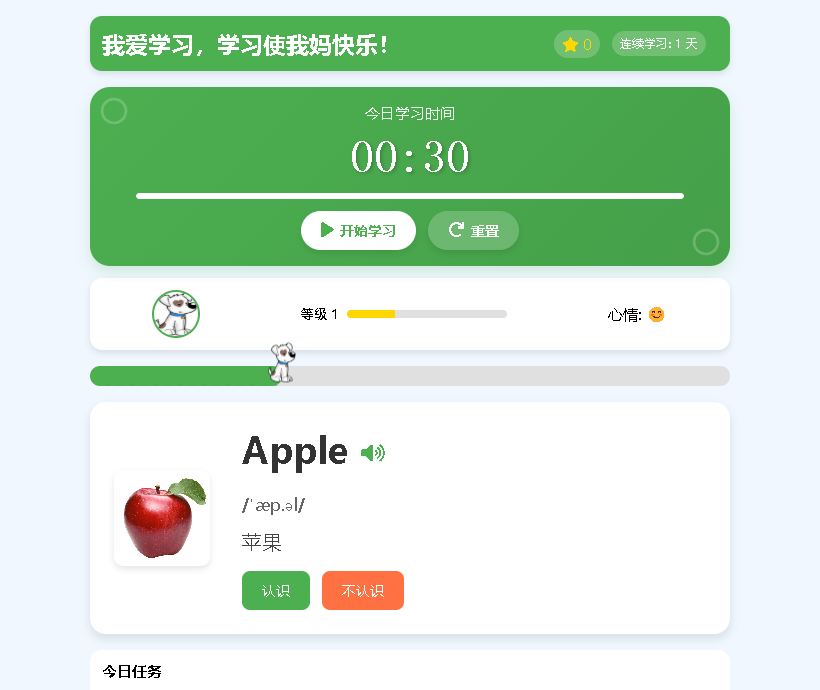 我爱学习，学习使我妈快乐！
0
连续学习: 1 天
今日学习时间
00:30
开始学习
重置
等级 1
心情:
Apple
/ˈæp.əl/
苹果
认识
不认识
今日任务